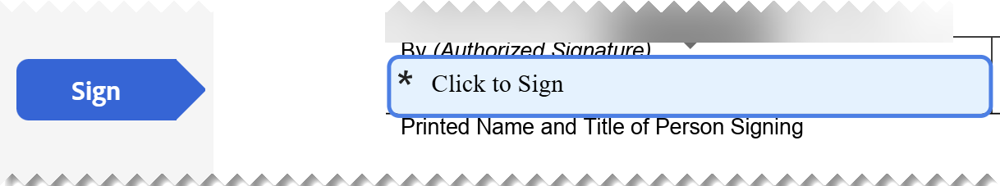 Sign
By (Authorized Signature)
* Click to Sign
Printed Name and Title of Person Signing